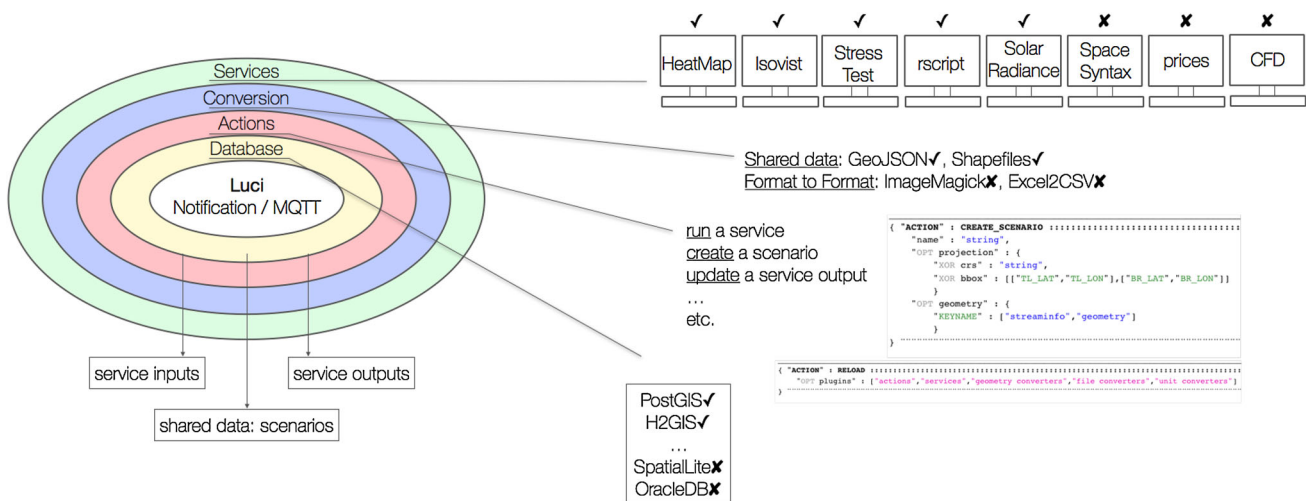 Services
Conversion
Actions
Database
Luci
Notification / MQTT
service inputs
service outputs
shared data: scenarios
✓ ✓ ✓ ✓ ✓ ✘ ✘ ✘
HeatMap
Isovist
Stress
Test
rscript
Solar
Radiance
Space
Syntax
prices
CFD
Shared data: GeoJSON✓, Shapefiles✓
Format to Format: ImageMagick✘, Excel2CSV✘
run a service
create a scenario
update a service output
...
etc.
{ "ACTION" : CREATE_SCENARIO
"name" : "string",
"OPT projection" : {
"XOR crs" : "string",
"XOR bbox" : [["TL_LAT","TL_LON"],["BR_LAT","BR_LON"]]
}
"OPT geometry" : {
"KEYNAME" : ["streaminfo","geometry"]
}
}
{ "ACTION" : RELOAD
"OPT plugins" : ["actions","services","geometry converters","file converters","unit converters"]
}
PostGIS✓
H2GIS✓
...
SpatialLite✘
OracleDB✘